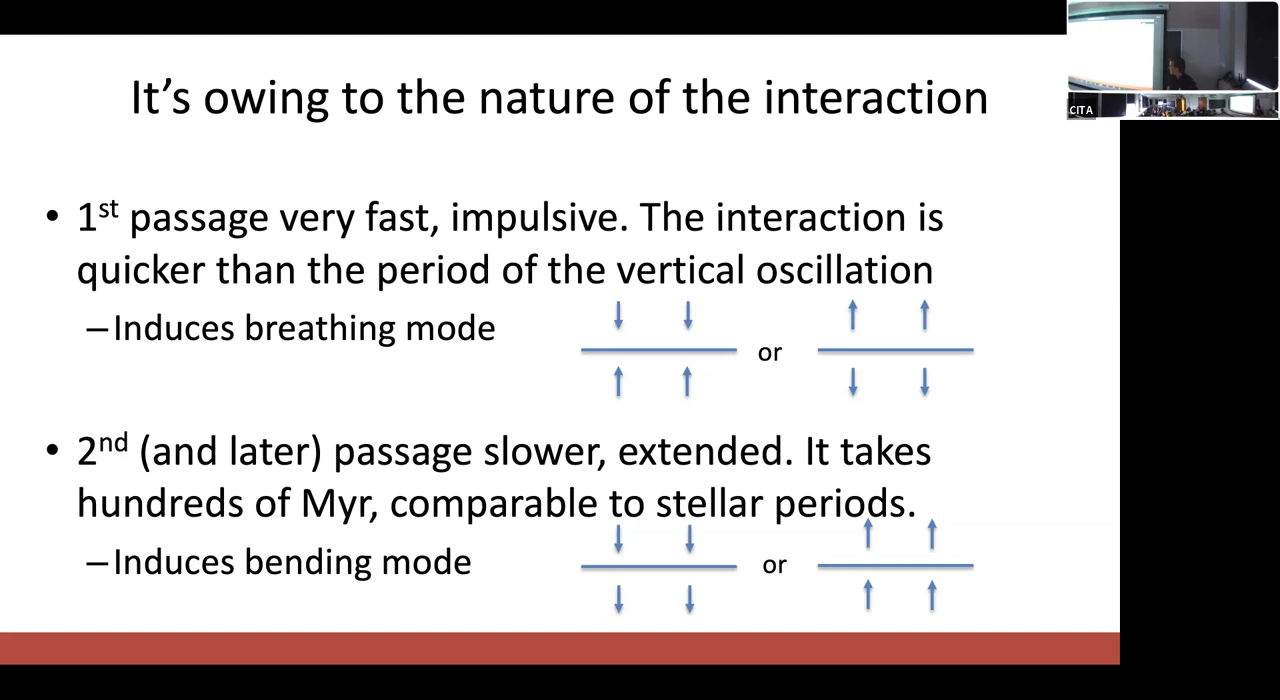 It’s owing to the nature of the interaction
CITA
• 1st passage very fast, impulsive. The interaction is
quicker than the period of the vertical oscillation
–Induces breathing mode
or
• 2nd (and later) passage slower, extended. It takes
hundreds of Myr, comparable to stellar periods.
–Induces bending mode
or